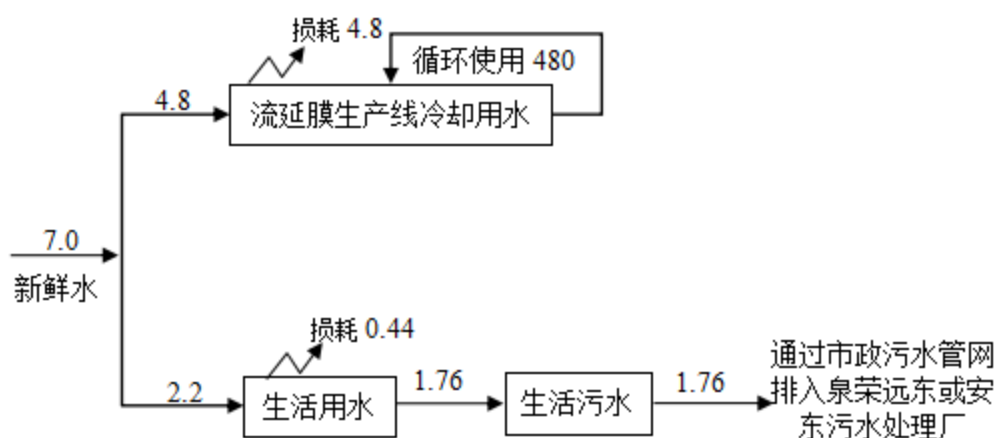 损耗 4.8
循环使用 480
4.8
流延膜生产线冷却用水
7.0
新鲜水
损耗 0.44
2.2
生活用水
1.76
生活污水
1.76
通过市政污水管网
排入泉荣远东或安
东污水处理厂